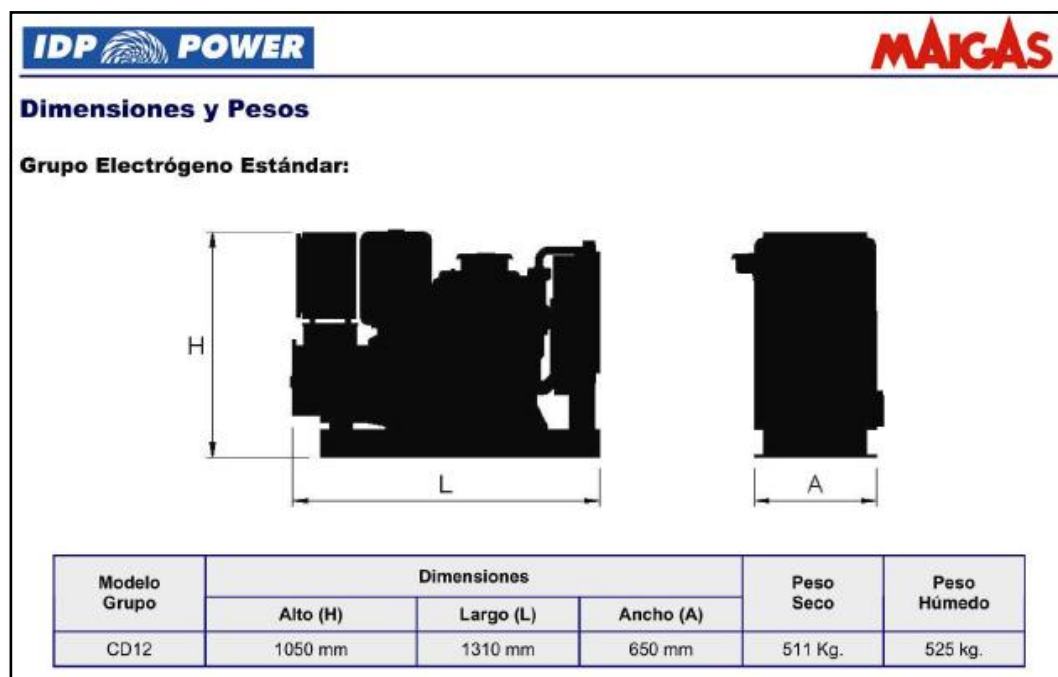 IDP POWER
MAIGAS
Dimensiones y Pesos
Grupo Electrógeno Estándar:
H
L
A
Modelo Grupo
Dimensiones
Peso Seco
Peso Húmedo
Alto (H)
Largo (L)
Ancho (A)
CD12
1050 mm
1310 mm
650 mm
511 Kg.
525 kg.